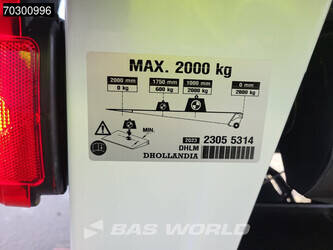 70300996
MAX. 2000 kg
2000 mm 1750 mm 1000 mm 0 mm
0 kg 600 kg 2000 kg 2000 kg
MIN.
2023 2305 5314
DHLM
DHOLLANDIA
BAS WORLD